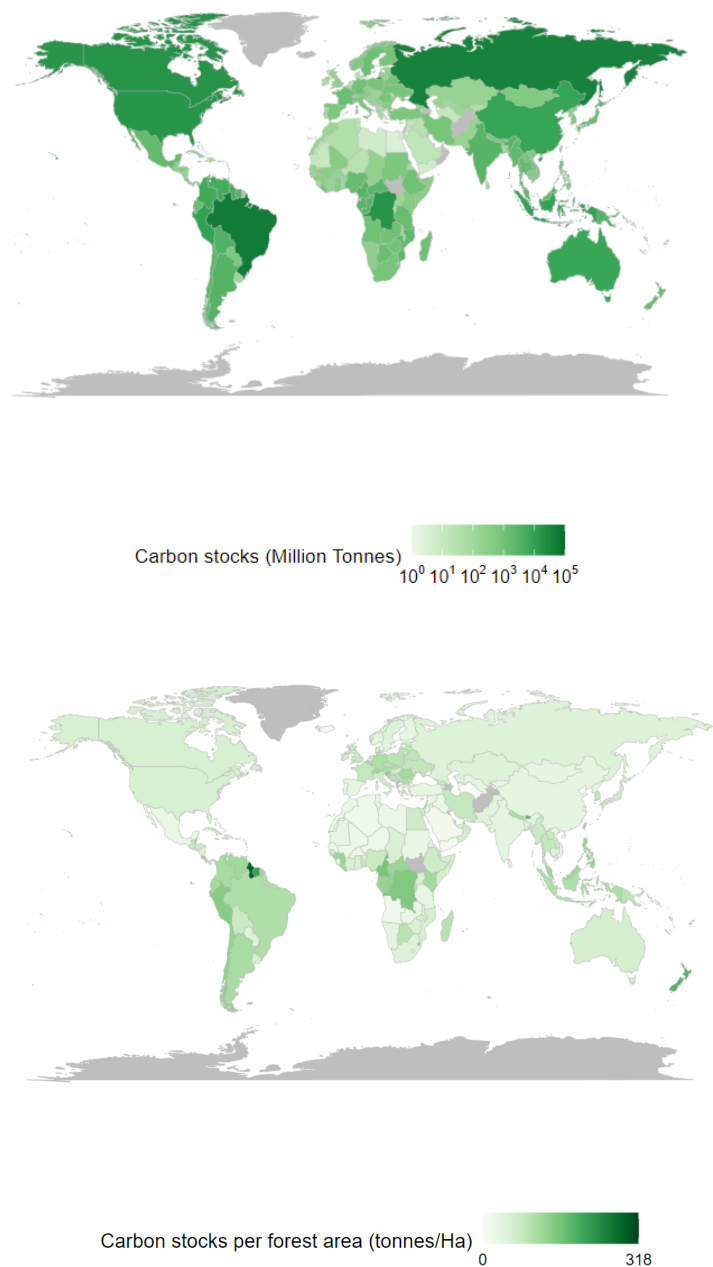 Carbon stocks (Million Tonnes)
10⁰ 10¹ 10² 10³ 10⁴ 10⁵
Carbon stocks per forest area (tonnes/Ha)
0 318